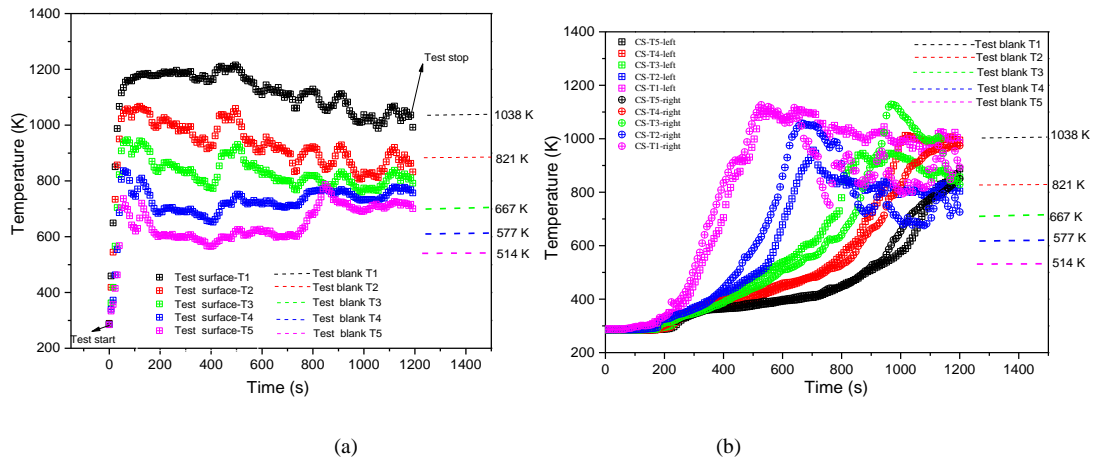 1400
1200
1000
800
600
400
200
Temperature (K)
0
200
400
600
800
1000
1200
1400
Time (s)
Test start
Test stop
Test surface-T1
Test surface-T2
Test surface-T3
Test surface-T4
Test surface-T5
Test blank T1
Test blank T2
Test blank T3
Test blank T4
Test blank T5
1038 K
821 K
667 K
577 K
514 K
(a)
1400
1200
1000
800
600
400
200
Temperature (K)
0
200
400
600
800
1000
1200
1400
Time (s)
CS-T5-left
CS-T4-left
CS-T3-left
CS-T2-left
CS-T1-left
CS-T5-right
CS-T4-right
CS-T3-right
CS-T2-right
CS-T1-right
Test blank T1
Test blank T2
Test blank T3
Test blank T4
Test blank T5
1038 K
821 K
667 K
577 K
514 K
(b)